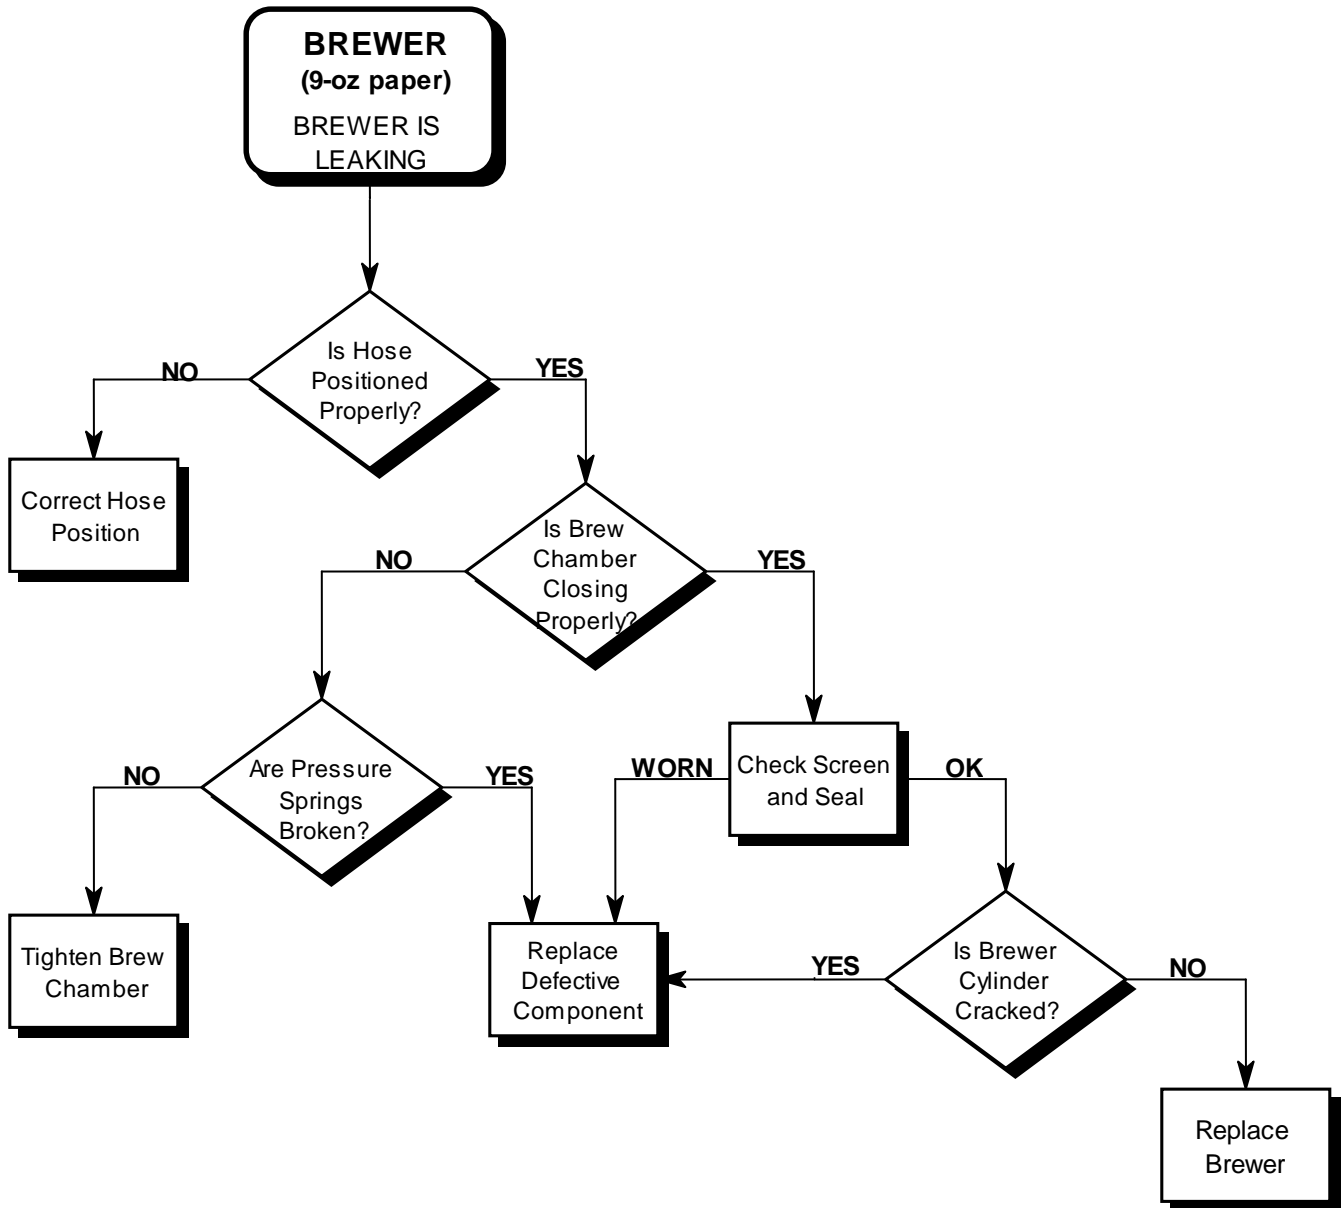 BREWER
(9-oz paper)
BREWER IS
LEAKING
Is Hose
Positioned
Properly?
NO
YES
Correct Hose
Position
Is Brew
Chamber
Closing
Properly?
NO
YES
Are Pressure
Springs
Broken?
NO
YES
Check Screen
and Seal
WORN
OK
Tighten Brew
Chamber
Replace
Defective
Component
Is Brewer
Cylinder
Cracked?
YES
NO
Replace
Brewer